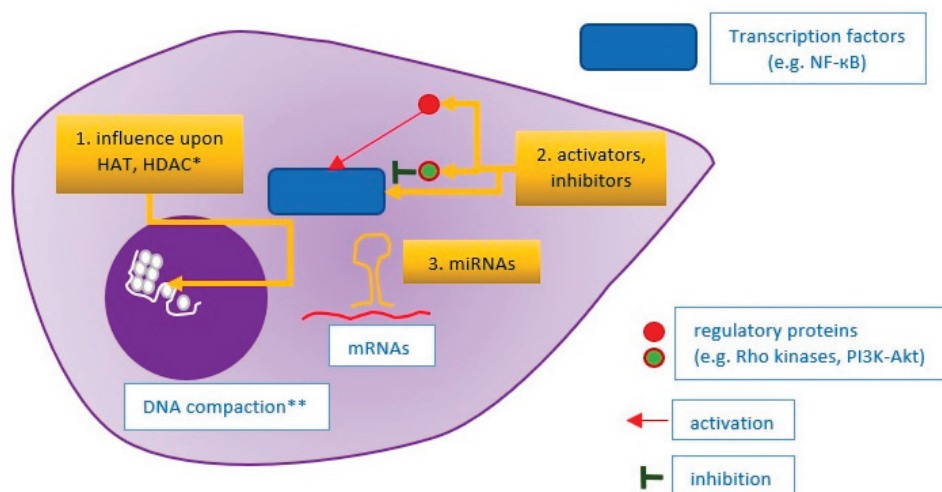 Transcription factors
(e.g. NF-κB)
1. influence upon
HAT, HDAC*
2. activators,
inhibitors
3. miRNAs
mRNAs
DNA compaction**
regulatory proteins
(e.g. Rho kinases, PI3K-Akt)
activation
inhibition